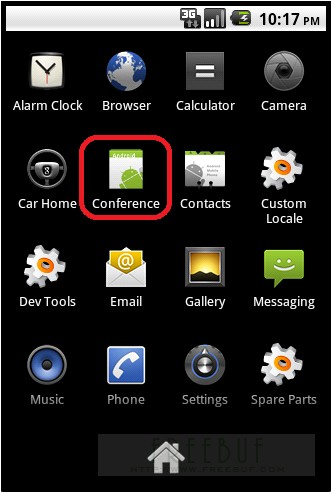 3G 10:17 PM
Alarm Clock Browser Calculator Camera
Android
Car Home Conference Contacts Custom
Locale
Dev Tools Email Gallery Messaging
Music Phone Settings Spare Parts
FREEBUF